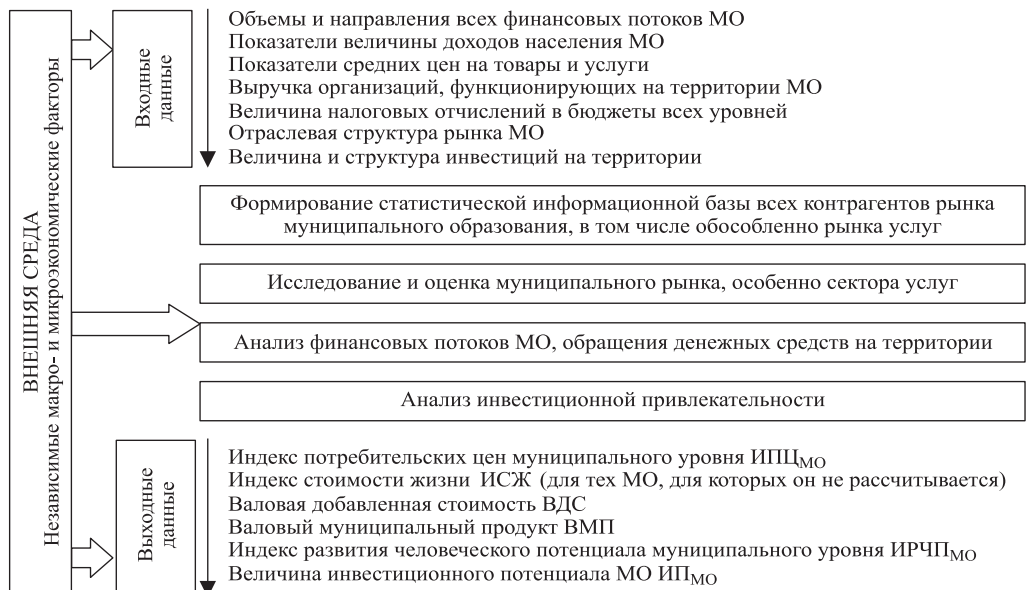 ВНЕШНЯЯ СРЕДА
Независимые макро- и микроэкономические факторы
Входные
данные
Объемы и направления всех финансовых потоков МО
Показатели величины доходов населения МО
Показатели средних цен на товары и услуги
Выручка организаций, функционирующих на территории МО
Величина налоговых отчислений в бюджеты всех уровней
Отраслевая структура рынка МО
Величина и структура инвестиций на территории
Формирование статистической информационной базы всех контрагентов рынка
муниципального образования, в том числе обособленно рынка услуг
Исследование и оценка муниципального рынка, особенно сектора услуг
Анализ финансовых потоков МО, обращения денежных средств на территории
Анализ инвестиционной привлекательности
Выходные
данные
Индекс потребительских цен муниципального уровня ИПЦМО
Индекс стоимости жизни ИСЖ (для тех МО, для которых он не рассчитывается)
Валовая добавленная стоимость ВДС
Валовый муниципальный продукт ВМП
Индекс развития человеческого потенциала муниципального уровня ИРЧПМО
Величина инвестиционного потенциала МО ИПМО